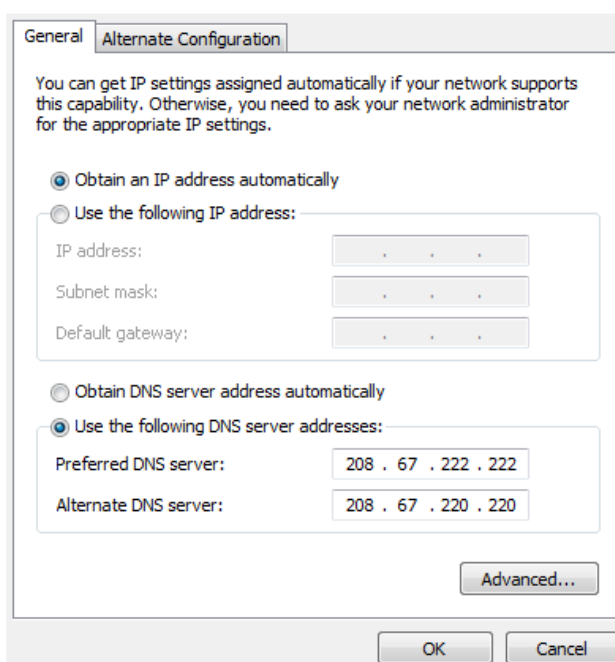 General
Alternate Configuration
You can get IP settings assigned automatically if your network supports
this capability. Otherwise, you need to ask your network administrator
for the appropriate IP settings.
Obtain an IP address automatically
Use the following IP address:
IP address: . . .
Subnet mask: . . .
Default gateway: . . .
Obtain DNS server address automatically
Use the following DNS server addresses:
Preferred DNS server: 208 . 67 . 222 . 222
Alternate DNS server: 208 . 67 . 220 . 220
Advanced...
OK
Cancel